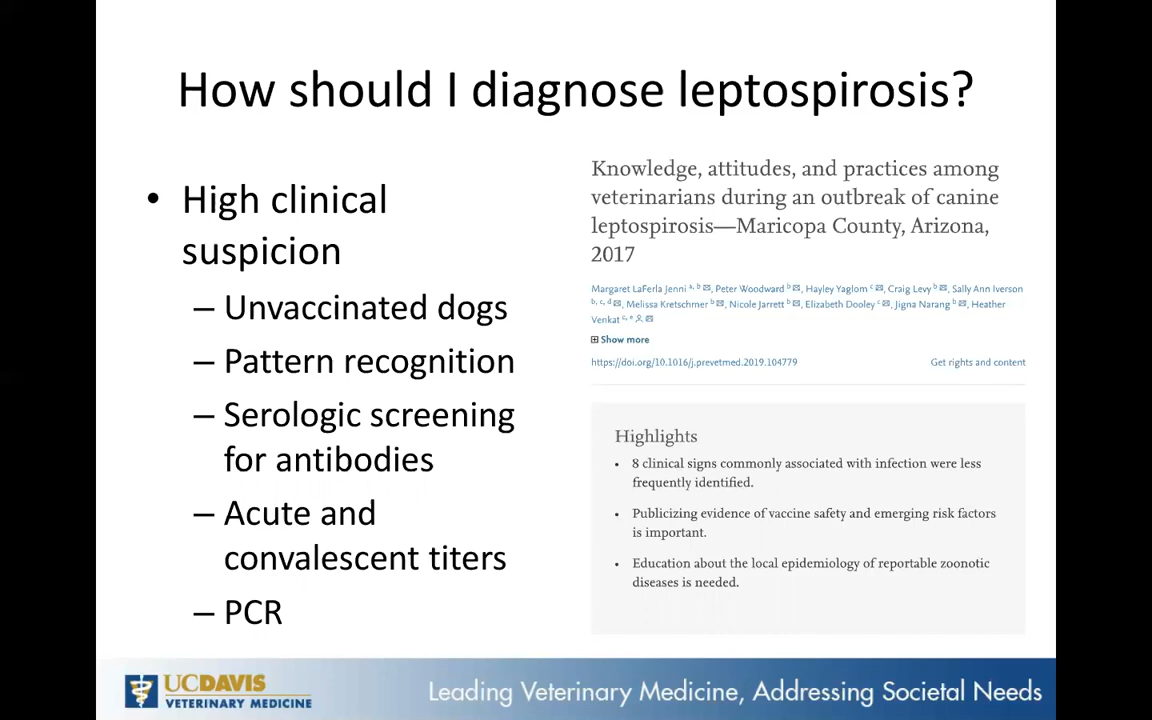 How should I diagnose leptospirosis?
• High clinical
suspicion
– Unvaccinated dogs
– Pattern recognition
– Serologic screening
for antibodies
– Acute and
convalescent titers
– PCR
Knowledge, attitudes, and practices among
veterinarians during an outbreak of canine
leptospirosis—Maricopa County, Arizona,
2017
Margaret LaFerla Jenni a, b, Peter Woodward b, Hayley Yaglom c, Craig Levy b, Sally Ann Iverson
b, c, d, Melissa Kretschmer b, Nicole Jarrett b, Elizabeth Dooley c, Jigna Narang b, Heather
Venkat c, e
Show more
https://doi.org/10.1016/j.prevetmed.2019.104779
Get rights and content
Highlights
• 8 clinical signs commonly associated with infection were less
frequently identified.
• Publicizing evidence of vaccine safety and emerging risk factors
is important.
• Education about the local epidemiology of reportable zoonotic
diseases is needed.
UCDAVIS
VETERINARY MEDICINE
Leading Veterinary Medicine, Addressing Societal Needs